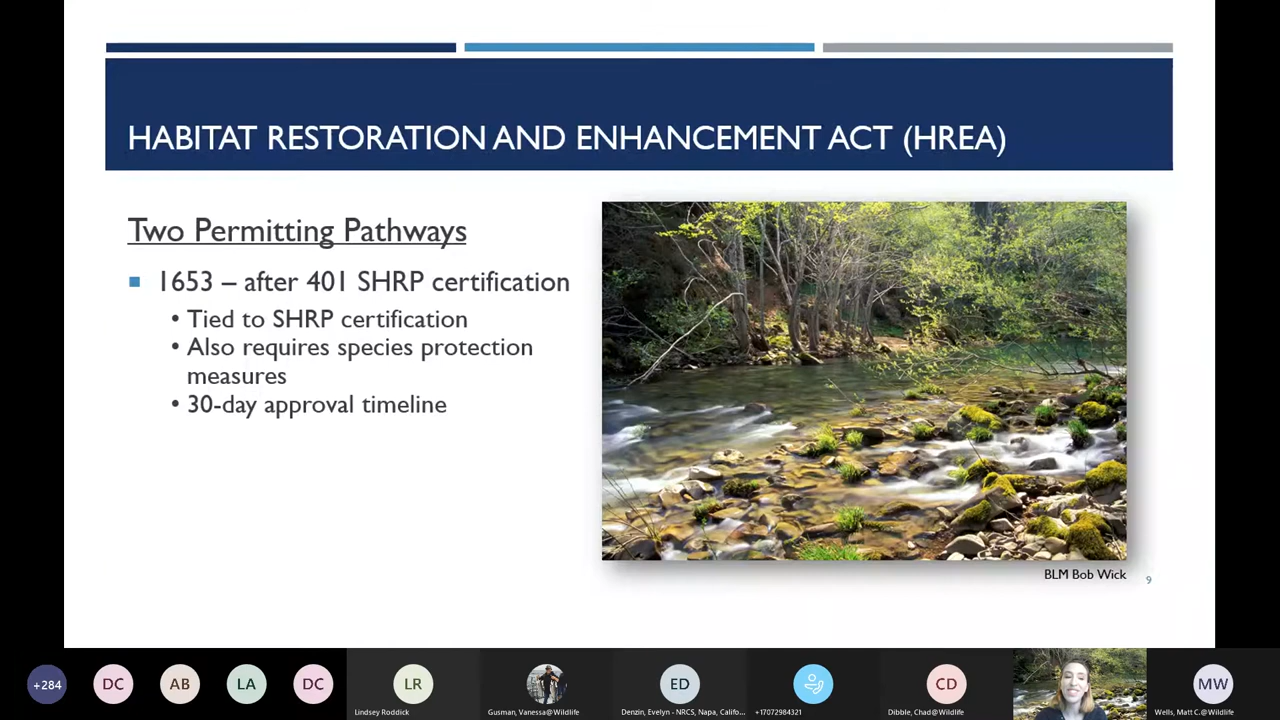 HABITAT RESTORATION AND ENHANCEMENT ACT (HREA)
Two Permitting Pathways
1653 – after 401 SHRP certification
• Tied to SHRP certification
• Also requires species protection
measures
• 30-day approval timeline
BLM Bob Wick
9
+284
DC
AB
LA
DC
LR
Lindsey Roddick
Gusman, Vanessa@Wildlife
ED
Denzin, Evelyn - NRCS, Napa, Califo...
+17072984321
CD
Dibble, Chad@Wildlife
MW
Wells, Matt C.@Wildlife